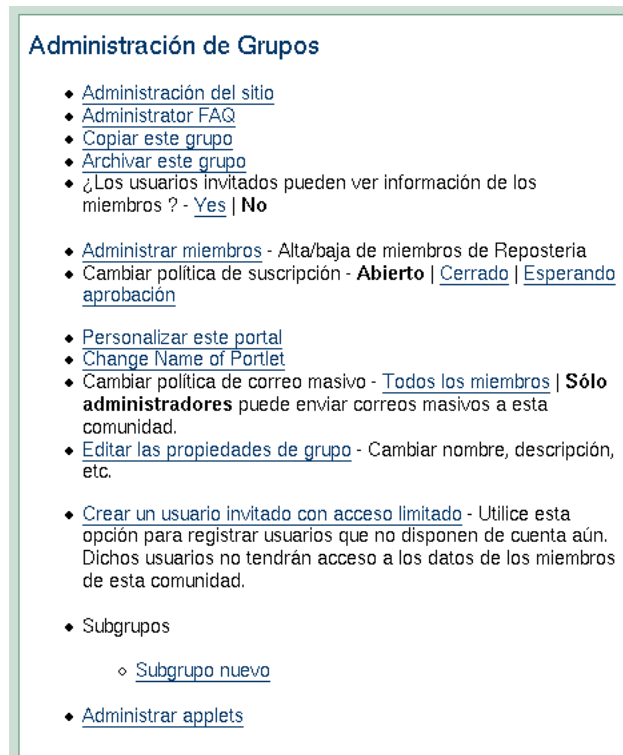 Administración de Grupos
Administración del sitio
Administrator FAQ
Copiar este grupo
Archivar este grupo
¿Los usuarios invitados pueden ver información de los
miembros ? - Yes | No
Administrar miembros - Alta/baja de miembros de Reposteria
Cambiar política de suscripción - Abierto | Cerrado | Esperando
aprobación
Personalizar este portal
Change Name of Portlet
Cambiar política de correo masivo - Todos los miembros | Sólo
administradores puede enviar correos masivos a esta
comunidad.
Editar las propiedades de grupo - Cambiar nombre, descripción,
etc.
Crear un usuario invitado con acceso limitado - Utilice esta
opción para registrar usuarios que no disponen de cuenta aún.
Dichos usuarios no tendrán acceso a los datos de los miembros
de esta comunidad.
Subgrupos
Subgrupo nuevo
Administrar applets